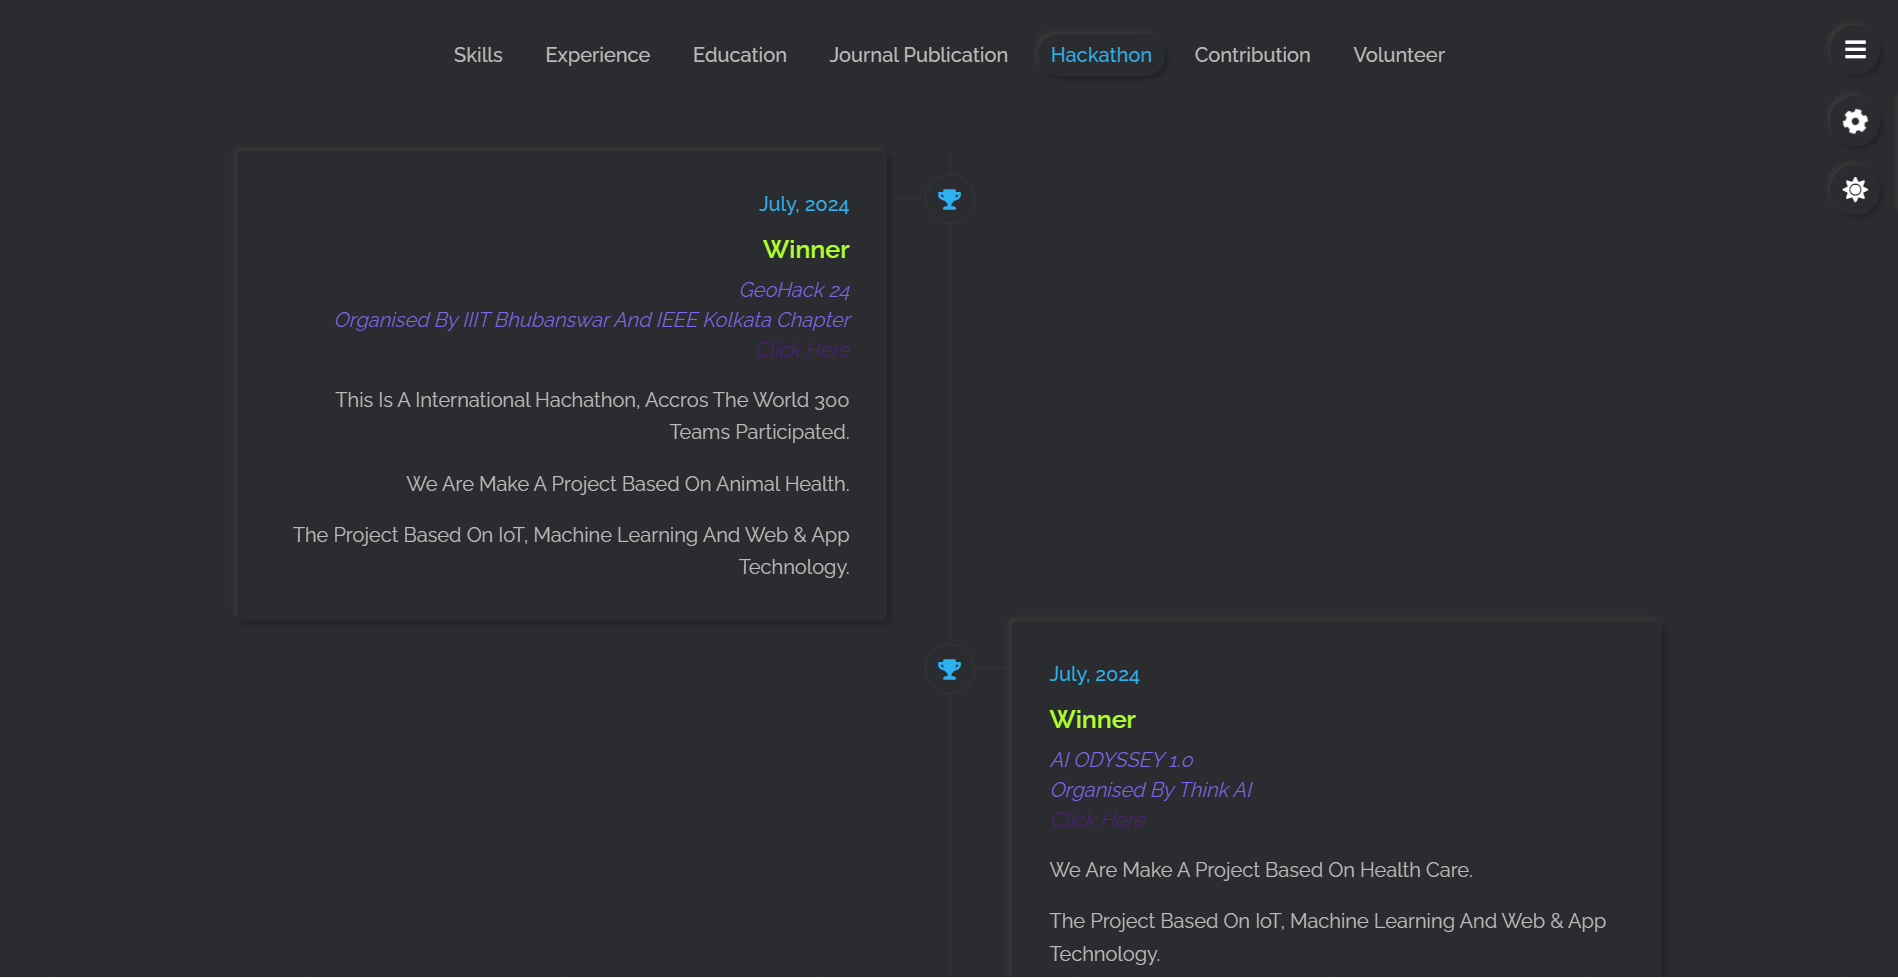 Skills
Experience
Education
Journal Publication
Hackathon
Contribution
Volunteer
July, 2024
Winner
GeoHack 24
Organised By IIIT Bhubanswar And IEEE Kolkata Chapter
Click Here
This Is A International Hachathon, Accros The World 300
Teams Participated.
We Are Make A Project Based On Animal Health.
The Project Based On IoT, Machine Learning And Web & App
Technology.
July, 2024
Winner
AI ODYSSEY 1.0
Organised By Think AI
Click Here
We Are Make A Project Based On Health Care.
The Project Based On IoT, Machine Learning And Web & App
Technology.